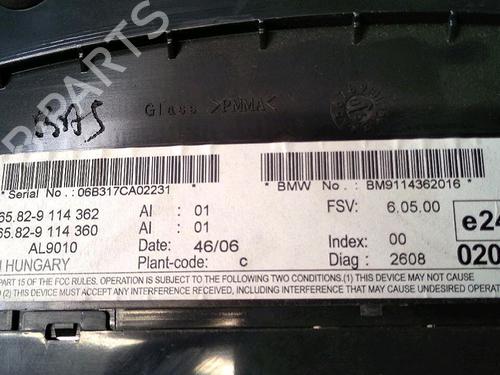 Glass >PMMA<
* Serial No.: 06B317CA02231 *
* BMW No.: BM9114362016 *
65.82-9 114 362 AI : 01 FSV: 6.05.00 e24
65.82-9 114 360 AI : 01
AL9010 Date: 46/06 Index: 00 020
HUNGARY Plant-code: c Diag.: 2608
PART 15 OF THE FCC RULES. OPERATION IS SUBJECT TO THE FOLLOWING TWO CONDITIONS.(1) THIS DEVICE MAY NOT CAUSE
(2) THIS DEVICE MUST ACCEPT ANY INTERFERENCE RECEIVED, INCLUDING INTERFERENCE THAT MAY CAUSE UNDESIRED OPERAT